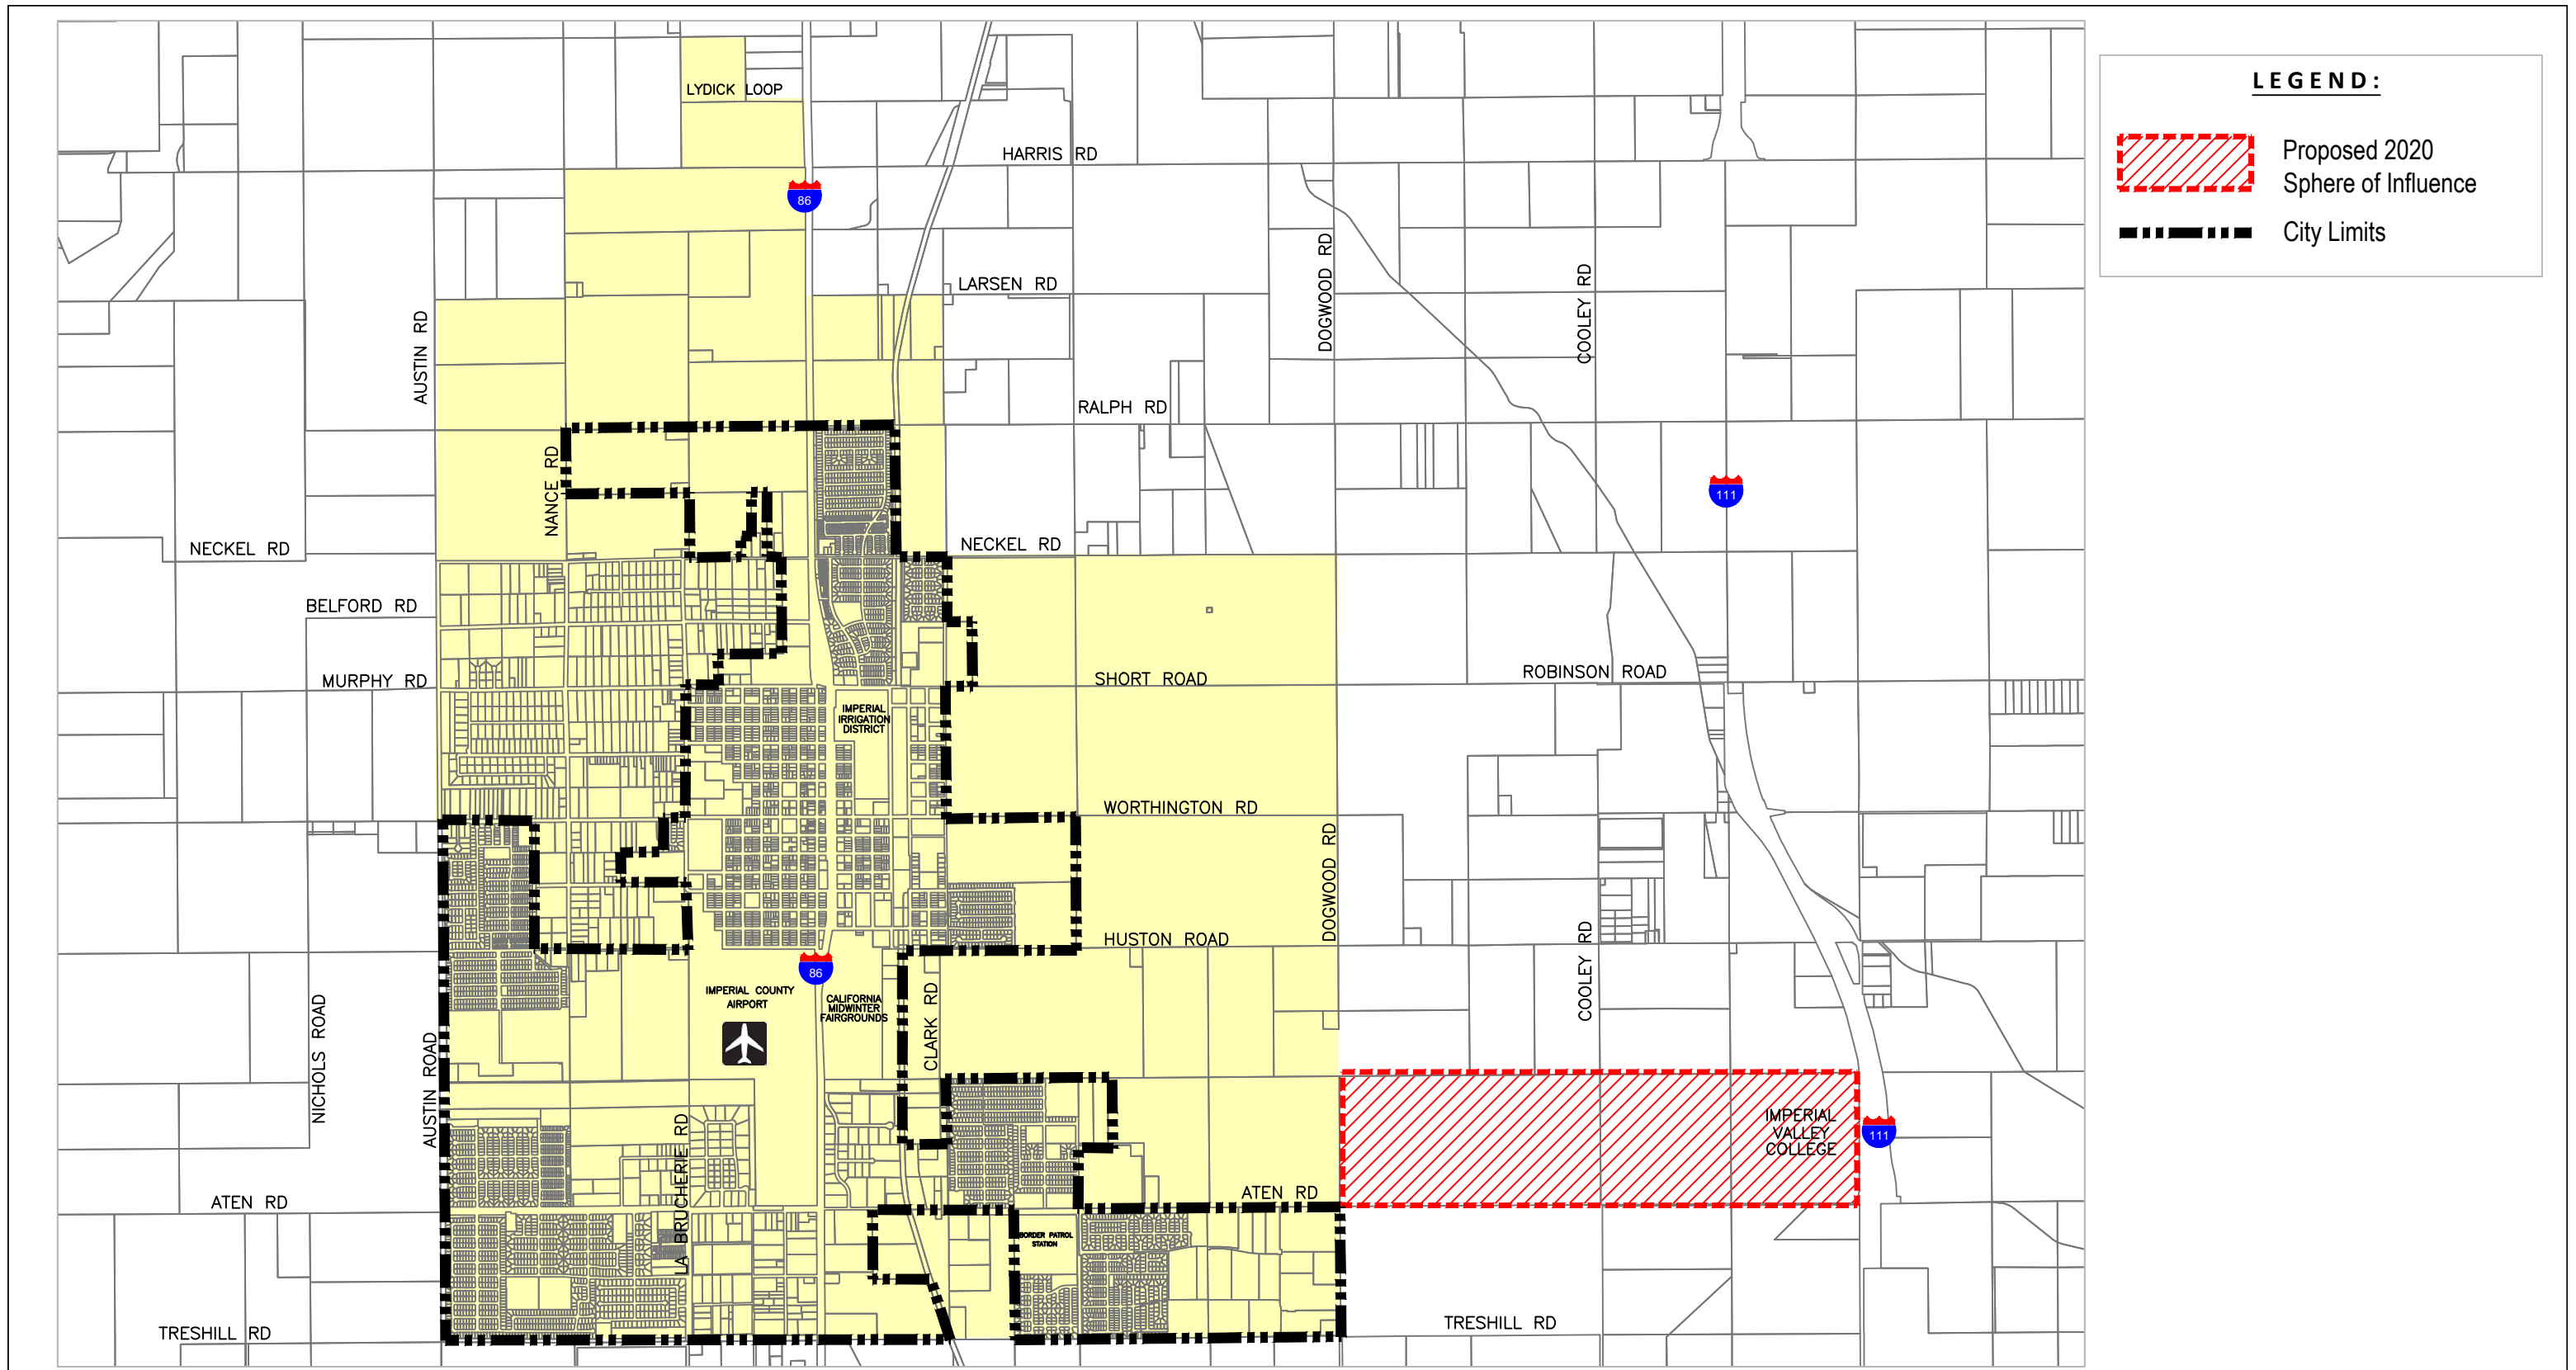 LEGEND:
Proposed 2020
Sphere of Influence
City Limits
LYDICK LOOP
HARRIS RD
86
LARSEN RD
DOGWOOD RD
COOLEY RD
AUSTIN RD
RALPH RD
NANCE RD
111
NECKEL RD
NECKEL RD
BELFORD RD
MURPHY RD
SHORT ROAD
ROBINSON ROAD
IMPERIAL
IRRIGATION
DISTRICT
WORTHINGTON RD
DOGWOOD RD
HUSTON ROAD
COOLEY RD
86
IMPERIAL COUNTY
AIRPORT
CALIFORNIA
MIDWINTER
FAIRGROUNDS
CLARK RD
NICHOLS ROAD
AUSTIN ROAD
LA BRUCHERIE RD
IMPERIAL
VALLEY
COLLEGE
111
ATEN RD
ATEN RD
BORDER PATROL
STATION
TRESHILL RD
TRESHILL RD